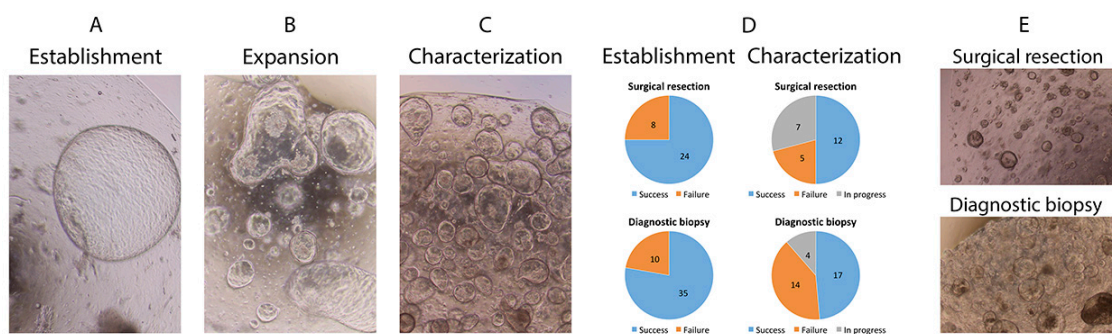 A
Establishment
B
Expansion
C
Characterization
D
Establishment Characterization
Surgical resection
8
24
Success Failure
Surgical resection
7
12
5
Success Failure In progress
Diagnostic biopsy
10
35
Success Failure
Diagnostic biopsy
4
17
14
Success Failure In progress
E
Surgical resection
Diagnostic biopsy